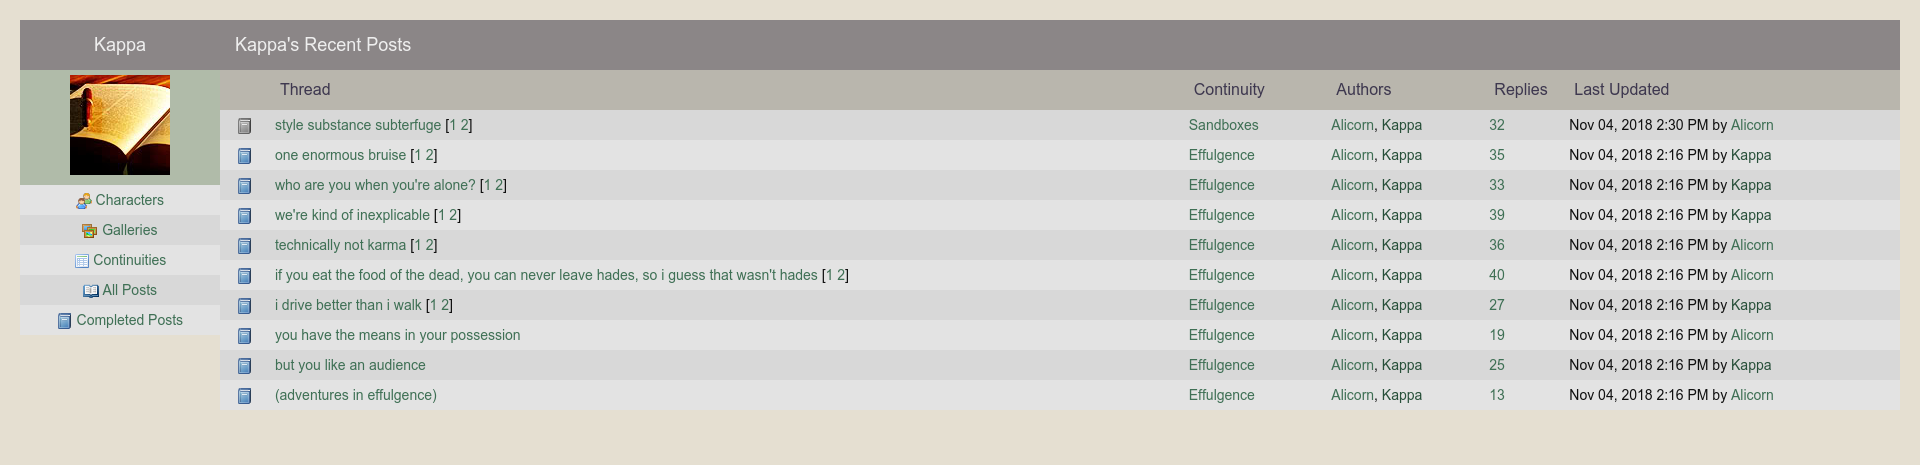 Kappa
Kappa's Recent Posts
Thread Continuity Authors Replies Last Updated
style substance subterfuge [1 2] Sandboxes Alicorn, Kappa 32 Nov 04, 2018 2:30 PM by Alicorn
one enormous bruise [1 2] Effulgence Alicorn, Kappa 35 Nov 04, 2018 2:16 PM by Kappa
who are you when you're alone? [1 2] Effulgence Alicorn, Kappa 33 Nov 04, 2018 2:16 PM by Kappa
we're kind of inexplicable [1 2] Effulgence Alicorn, Kappa 39 Nov 04, 2018 2:16 PM by Kappa
technically not karma [1 2] Effulgence Alicorn, Kappa 36 Nov 04, 2018 2:16 PM by Alicorn
if you eat the food of the dead, you can never leave hades, so i guess that wasn't hades [1 2] Effulgence Alicorn, Kappa 40 Nov 04, 2018 2:16 PM by Alicorn
i drive better than i walk [1 2] Effulgence Alicorn, Kappa 27 Nov 04, 2018 2:16 PM by Kappa
you have the means in your possession Effulgence Alicorn, Kappa 19 Nov 04, 2018 2:16 PM by Alicorn
but you like an audience Effulgence Alicorn, Kappa 25 Nov 04, 2018 2:16 PM by Kappa
(adventures in effulgence) Effulgence Alicorn, Kappa 13 Nov 04, 2018 2:16 PM by Alicorn
Characters
Galleries
Continuities
All Posts
Completed Posts